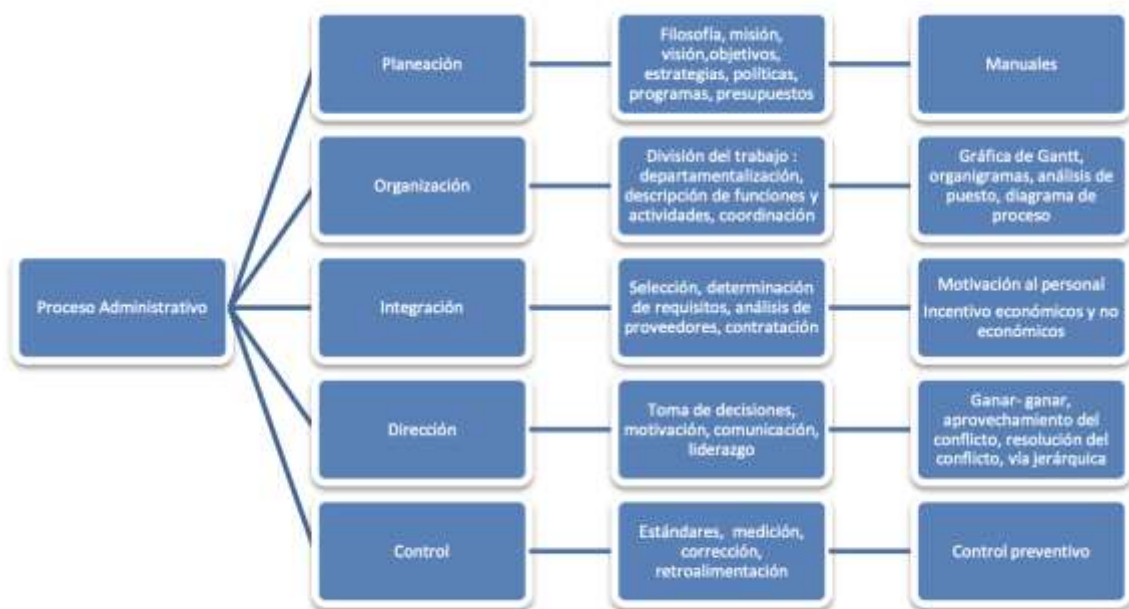 Proceso Administrativo
Planeación
Filosofía, misión,
visión,objetivos,
estrategias, políticas,
programas, presupuestos
Manuales
Organización
División del trabajo :
departamentalización,
descripción de funciones y
actividades, coordinación
Gráfica de Gantt,
organigramas, análisis de
puesto, diagrama de
proceso
Integración
Selección, determinación
de requisitos, análisis de
proveedores, contratación
Motivación al personal
Incentivo económicos y no
económicos
Dirección
Toma de decisiones,
motivación, comunicación,
liderazgo
Ganar- ganar,
aprovechamiento del
conflicto, resolución del
conflicto, vía jerárquica
Control
Estándares, medición,
corrección,
retroalimentación
Control preventivo